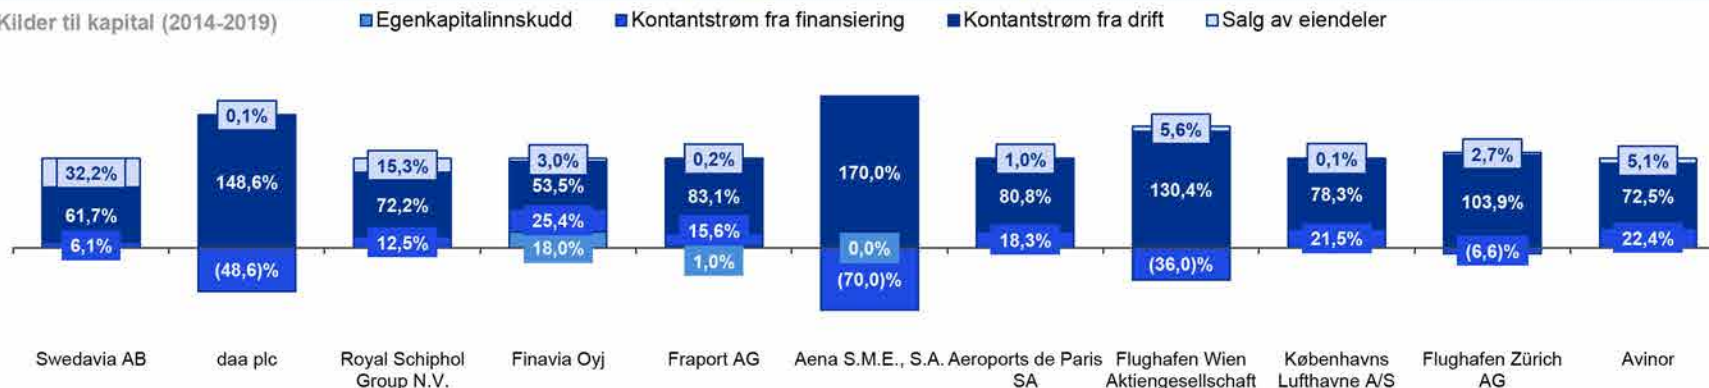 Kilder til kapital (2014-2019)
Egenkapitalinnskudd Kontantstrøm fra finansiering Kontantstrøm fra drift Salg av eiendeler
32,2%
61,7%
6,1%
0,1%
148,6%
(48,6)%
15,3%
72,2%
12,5%
3,0%
53,5%
25,4%
18,0%
0,2%
83,1%
15,6%
1,0%
170,0%
0,0%
(70,0)%
1,0%
80,8%
18,3%
5,6%
130,4%
(36,0)%
0,1%
78,3%
21,5%
2,7%
103,9%
(6,6)%
5,1%
72,5%
22,4%
Swedavia AB
daa plc
Royal Schiphol
Group N.V.
Finavia Oyj
Fraport AG
Aena S.M.E., S.A.
Aeroports de Paris
SA
Flughafen Wien
Aktiengesellschaft
Københavns
Lufthavne A/S
Flughafen Zürich
AG
Avinor